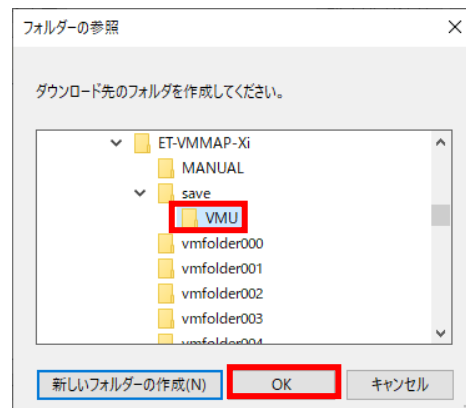 フォルダーの参照
ダウンロード先のフォルダを作成してください。
ET-VMMAP-Xi
MANUAL
save
VMU
vmfolder000
vmfolder001
vmfolder002
vmfolder003
vmfolder004
新しいフォルダーの作成(N) OK キャンセル